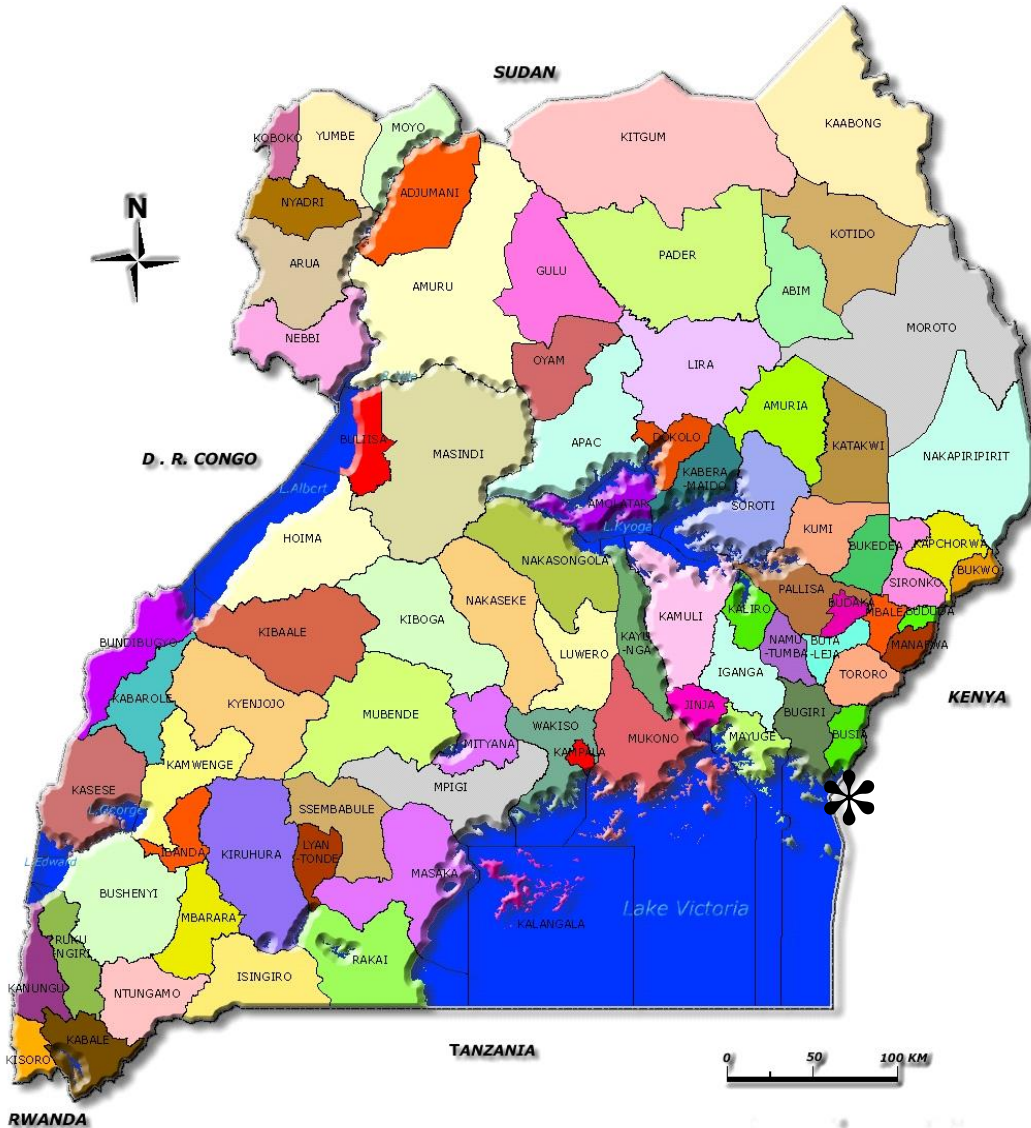 SUDAN
KAABONG
MOYO
YUMBE
KOBOKO
KITGUM
ADJUMANI
NYADRI
N
KOTIDO
PADER
ARUA
GULU
ABIM
AMURU
MOROTO
NEBBI
OYAM
LIRA
R.Nile
AMURIA
BULIISA
DOKOLO
APAC
KATAKWI
NAKAPIRIPIRIT
MASINDI
D . R. CONGO
KABERA
-MAIDO
L.Albert
AMOLATAR
SOROTI
L.Kyoga
KUMI
HOIMA
BUKEDEA
KAPCHORWA
NAKASONGOLA
SIRONKO
BUKWO
PALLISA
NAKASEKE
KAMULI
KALIRO
BUDAKA
MBALE
BUDUDA
KIBOGA
KIBAALE
BUNDIBUGYO
KAYU
-NGA
NAMU
-TUMBA
BUTA
-LEJA
MANAFWA
LUWERO
IGANGA
TORORO
KABAROLE
KYENJOJO
KENYA
JINJA
MUBENDE
BUGIRI
WAKISO
BUSIA
MITYANA
MUKONO
MAYUGE
KAMPALA
KAMWENGE
MPIGI
KASESE
L.George
SSEMBABULE
LYAN
-TONDE
IBANDA
KIRUHURA
L.Edward
MASAKA
BUSHENYI
MBARARA
Lake Victoria
KALANGALA
RUKU
-NGIRI
RAKAI
ISINGIRO
KANUNGU
NTUNGAMO
KABALE
TANZANIA
KISORO
0 50 100 KM
RWANDA